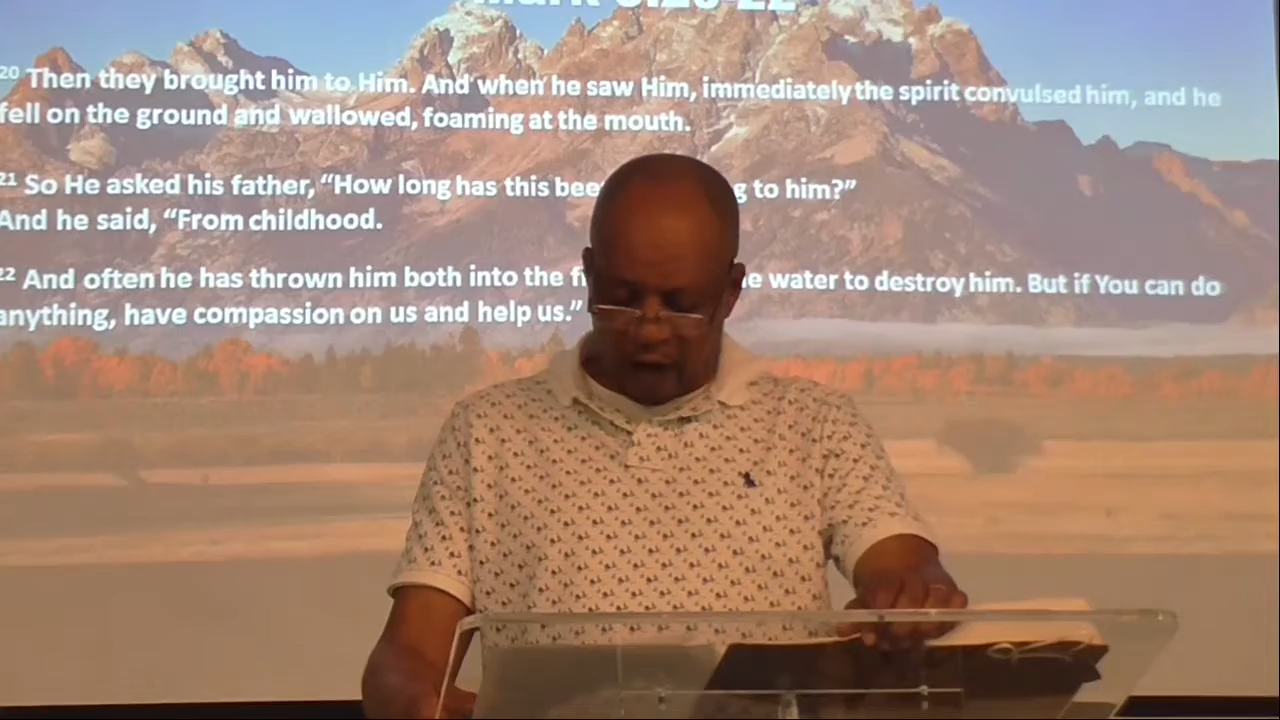 20 Then they brought him to Him. And when he saw Him, immediately the spirit convulsed him, and he
fell on the ground and wallowed, foaming at the mouth.
21 So He asked his father, “How long has this bee g to him?”
And he said, “From childhood.
22 And often he has thrown him both into the f e water to destroy him. But if You can do
anything, have compassion on us and help us.”